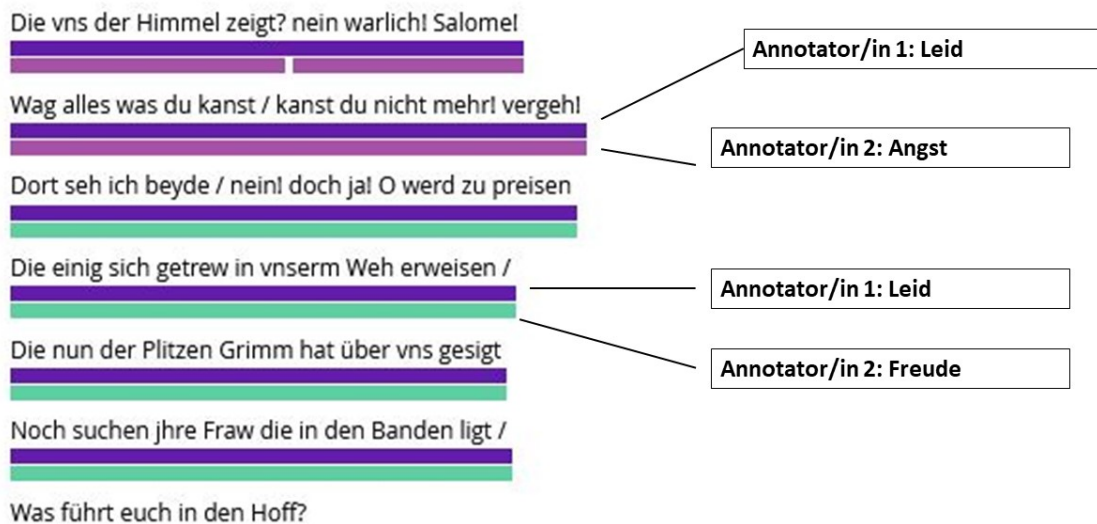 Die vns der Himmel zeigt? nein warlich! Salome!
Annotator/in 1: Leid
Wag alles was du kanst / kanst du nicht mehr! vergeh!
Annotator/in 2: Angst
Dort seh ich beyde / nein! doch ja! O werd zu preisen
Die einig sich getrew in vnserm Weh erweisen /
Annotator/in 1: Leid
Die nun der Plitzen Grimm hat über vns gesigt
Annotator/in 2: Freude
Noch suchen jhre Fraw die in den Banden ligt /
Was führt euch in den Hoff?